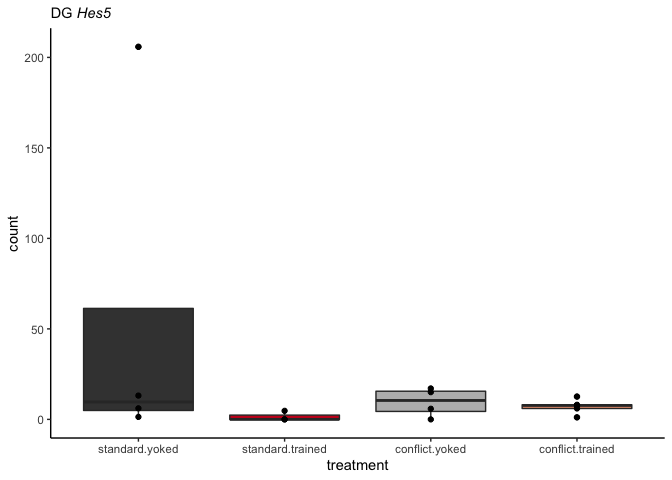 DG Hes5
200
150
100
50
0
count
standard.yoked
standard.trained
conflict.yoked
conflict.trained
treatment